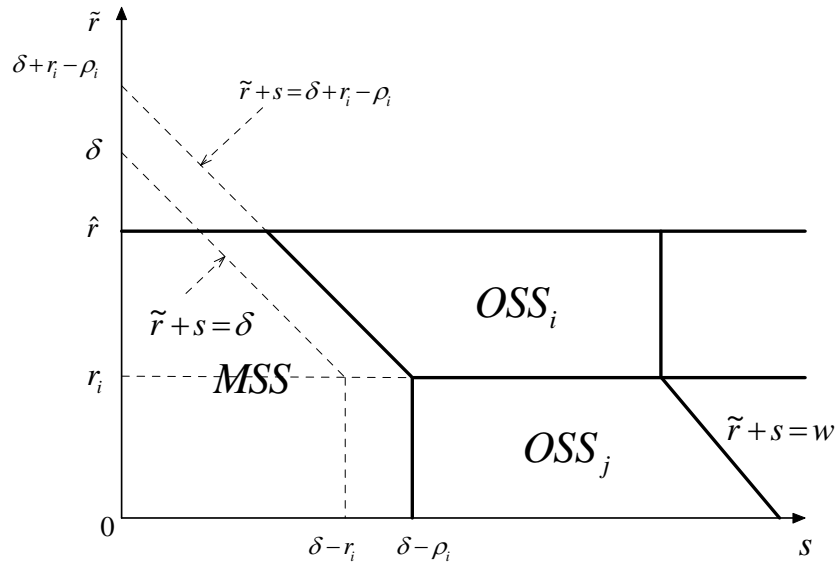 r̃
δ+r_i−ρ_i
r̃+s=δ+r_i−ρ_i
δ
r̂
OSS_i
r̃+s=δ
r_i
MSS
r̃+s=w
OSS_j
0
δ−r_i
δ−ρ_i
s